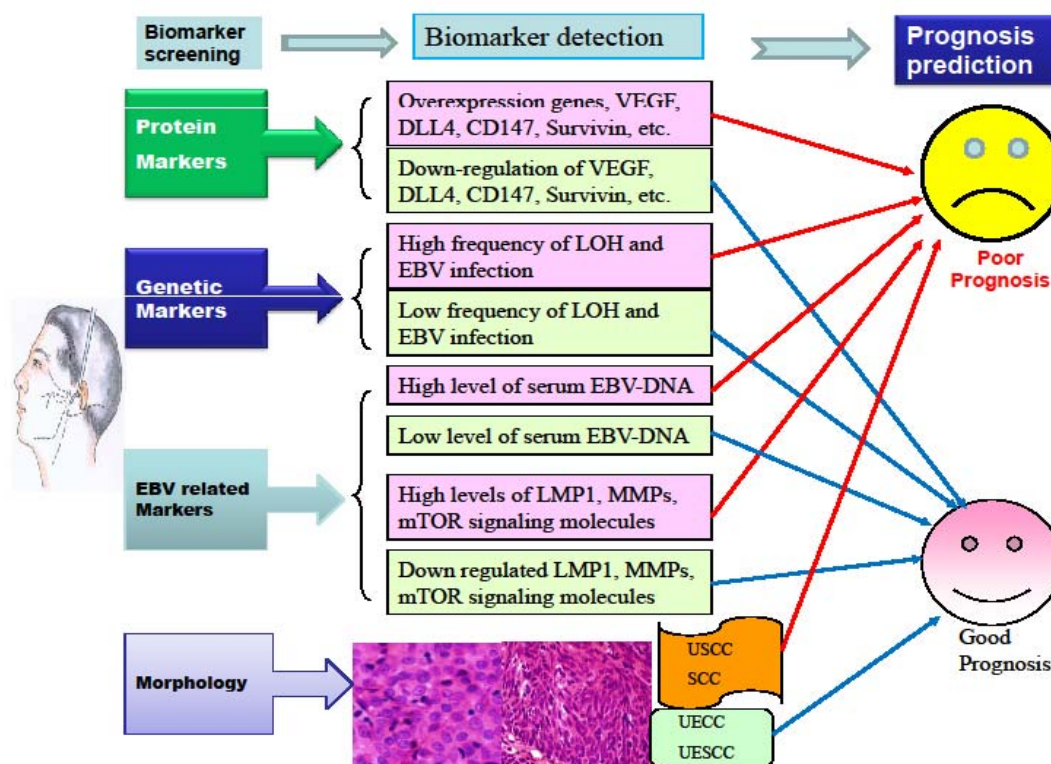 Biomarker
screening
Biomarker detection
Prognosis
prediction
Protein
Markers
Overexpression genes, VEGF,
DLL4, CD147, Survivin, etc.
Down-regulation of VEGF,
DLL4, CD147, Survivin, etc.
Poor
Prognosis
Genetic
Markers
High frequency of LOH and
EBV infection
Low frequency of LOH and
EBV infection
EBV related
Markers
High level of serum EBV-DNA
Low level of serum EBV-DNA
High levels of LMP1, MMPs,
mTOR signaling molecules
Down regulated LMP1, MMPs,
mTOR signaling molecules
Good
Prognosis
Morphology
USCC
SCC
UECC
UESCC